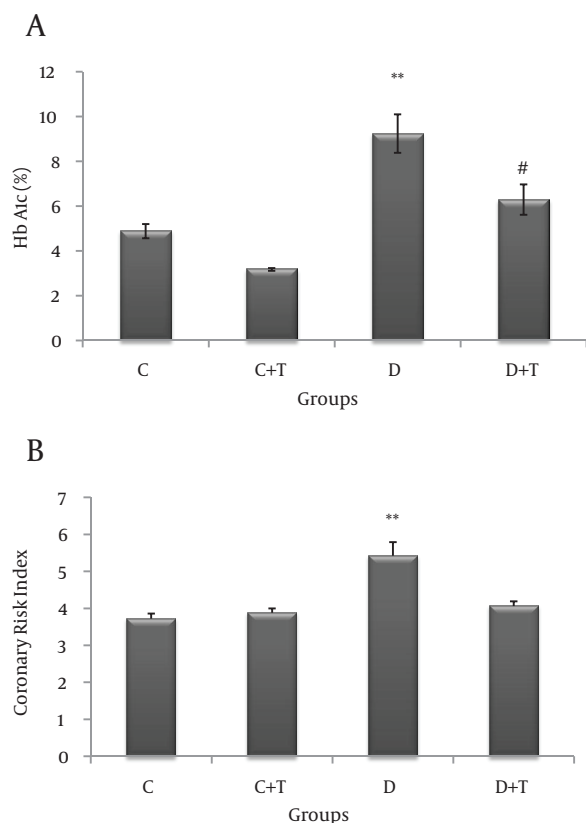 A
12
**
10
8
#
6
4
2
0
Hb A1c (%)
C C+T D D+T
Groups
B
7
**
6
5
4
3
2
1
0
Coronary Risk Index
C C+T D D+T
Groups